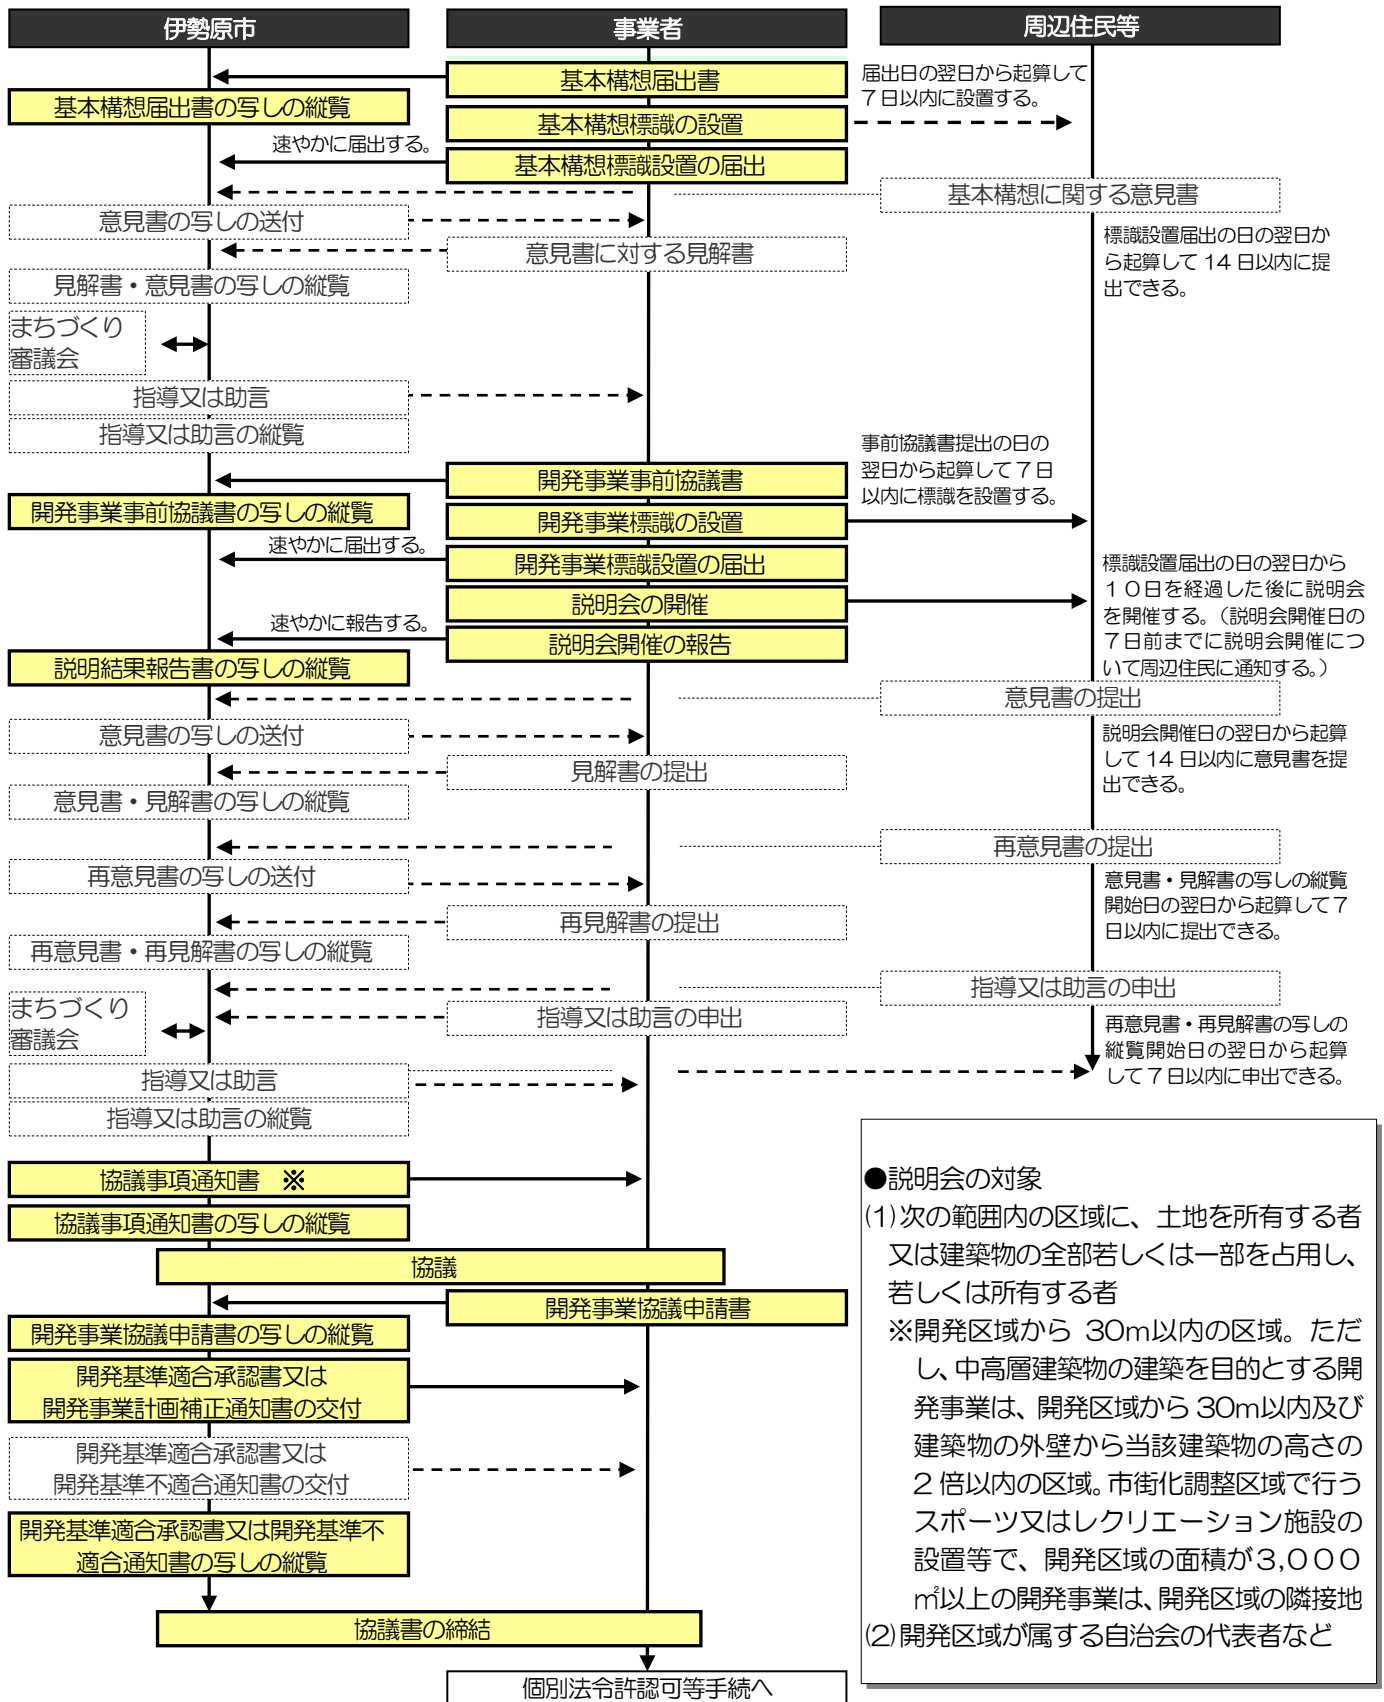 伊勢原市
事業者
周辺住民等
基本構想届出書
届出日の翌日から起算して
７日以内に設置する。
基本構想届出書の写しの縦覧
基本構想標識の設置
速やかに届出する。
基本構想標識設置の届出
基本構想に関する意見書
意見書の写しの送付
標識設置届出の日の翌日か
ら起算して 14 日以内に提
出できる。
意見書に対する見解書
見解書・意見書の写しの縦覧
まちづくり
審議会
指導又は助言
指導又は助言の縦覧
事前協議書提出の日の
翌日から起算して７日
以内に標識を設置する。
開発事業事前協議書
開発事業事前協議書の写しの縦覧
開発事業標識の設置
速やかに届出する。
開発事業標識設置の届出
標識設置届出の日の翌日から
１０日を経過した後に説明会
を開催する。（説明会開催日の
７日前までに説明会開催につ
いて周辺住民に通知する。）
説明会の開催
速やかに報告する。
説明会開催の報告
説明結果報告書の写しの縦覧
意見書の提出
意見書の写しの送付
説明会開催日の翌日から起算
して 14 日以内に意見書を提
出できる。
見解書の提出
意見書・見解書の写しの縦覧
再意見書の提出
再意見書の写しの送付
意見書・見解書の写しの縦覧
開始日の翌日から起算して７
日以内に提出できる。
再見解書の提出
再意見書・再見解書の写しの縦覧
指導又は助言の申出
まちづくり
審議会
指導又は助言の申出
再意見書・再見解書の写しの
縦覧開始日の翌日から起算
して７日以内に申出できる。
指導又は助言
指導又は助言の縦覧
協議事項通知書　※
協議事項通知書の写しの縦覧
協議
開発事業協議申請書
開発事業協議申請書の写しの縦覧
開発基準適合承認書又は
開発事業計画補正通知書の交付
開発基準適合承認書又は
開発基準不適合通知書の交付
開発基準適合承認書又は開発基準不
適合通知書の写しの縦覧
協議書の締結
個別法令許認可等手続へ
●説明会の対象
(1)次の範囲内の区域に、土地を所有する者
又は建築物の全部若しくは一部を占用し、
若しくは所有する者
※開発区域から 30ｍ以内の区域。ただ
し、中高層建築物の建築を目的とする開
発事業は、開発区域から 30ｍ以内及び
建築物の外壁から当該建築物の高さの
２倍以内の区域。市街化調整区域で行う
スポーツ又はレクリエーション施設の
設置等で、開発区域の面積が３,０００
㎡以上の開発事業は、開発区域の隣接地
(2)開発区域が属する自治会の代表者など